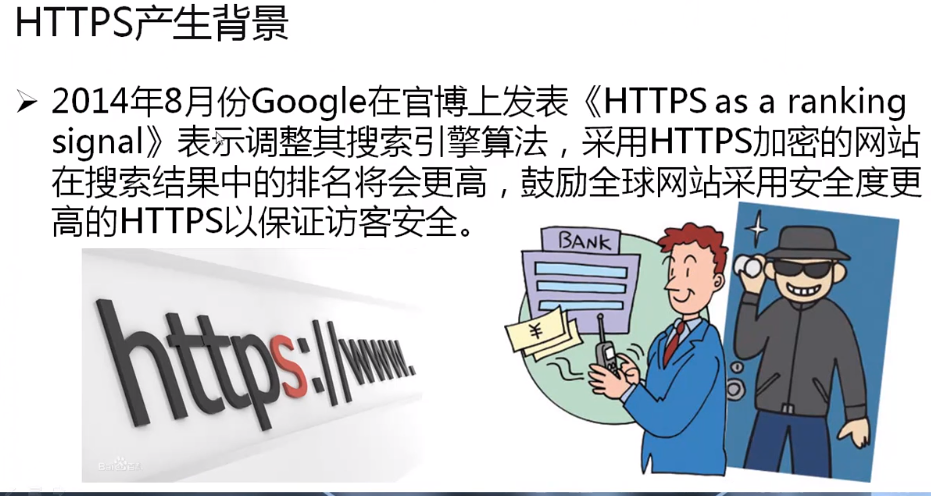 HTTPS产生背景
2014年8月份Google在官博上发表《HTTPS as a ranking
signal》表示调整其搜索引擎算法，采用HTTPS加密的网站
在搜索结果中的排名将会更高，鼓励全球网站采用安全度更
高的HTTPS以保证访客安全。
BANK
¥
https://www.